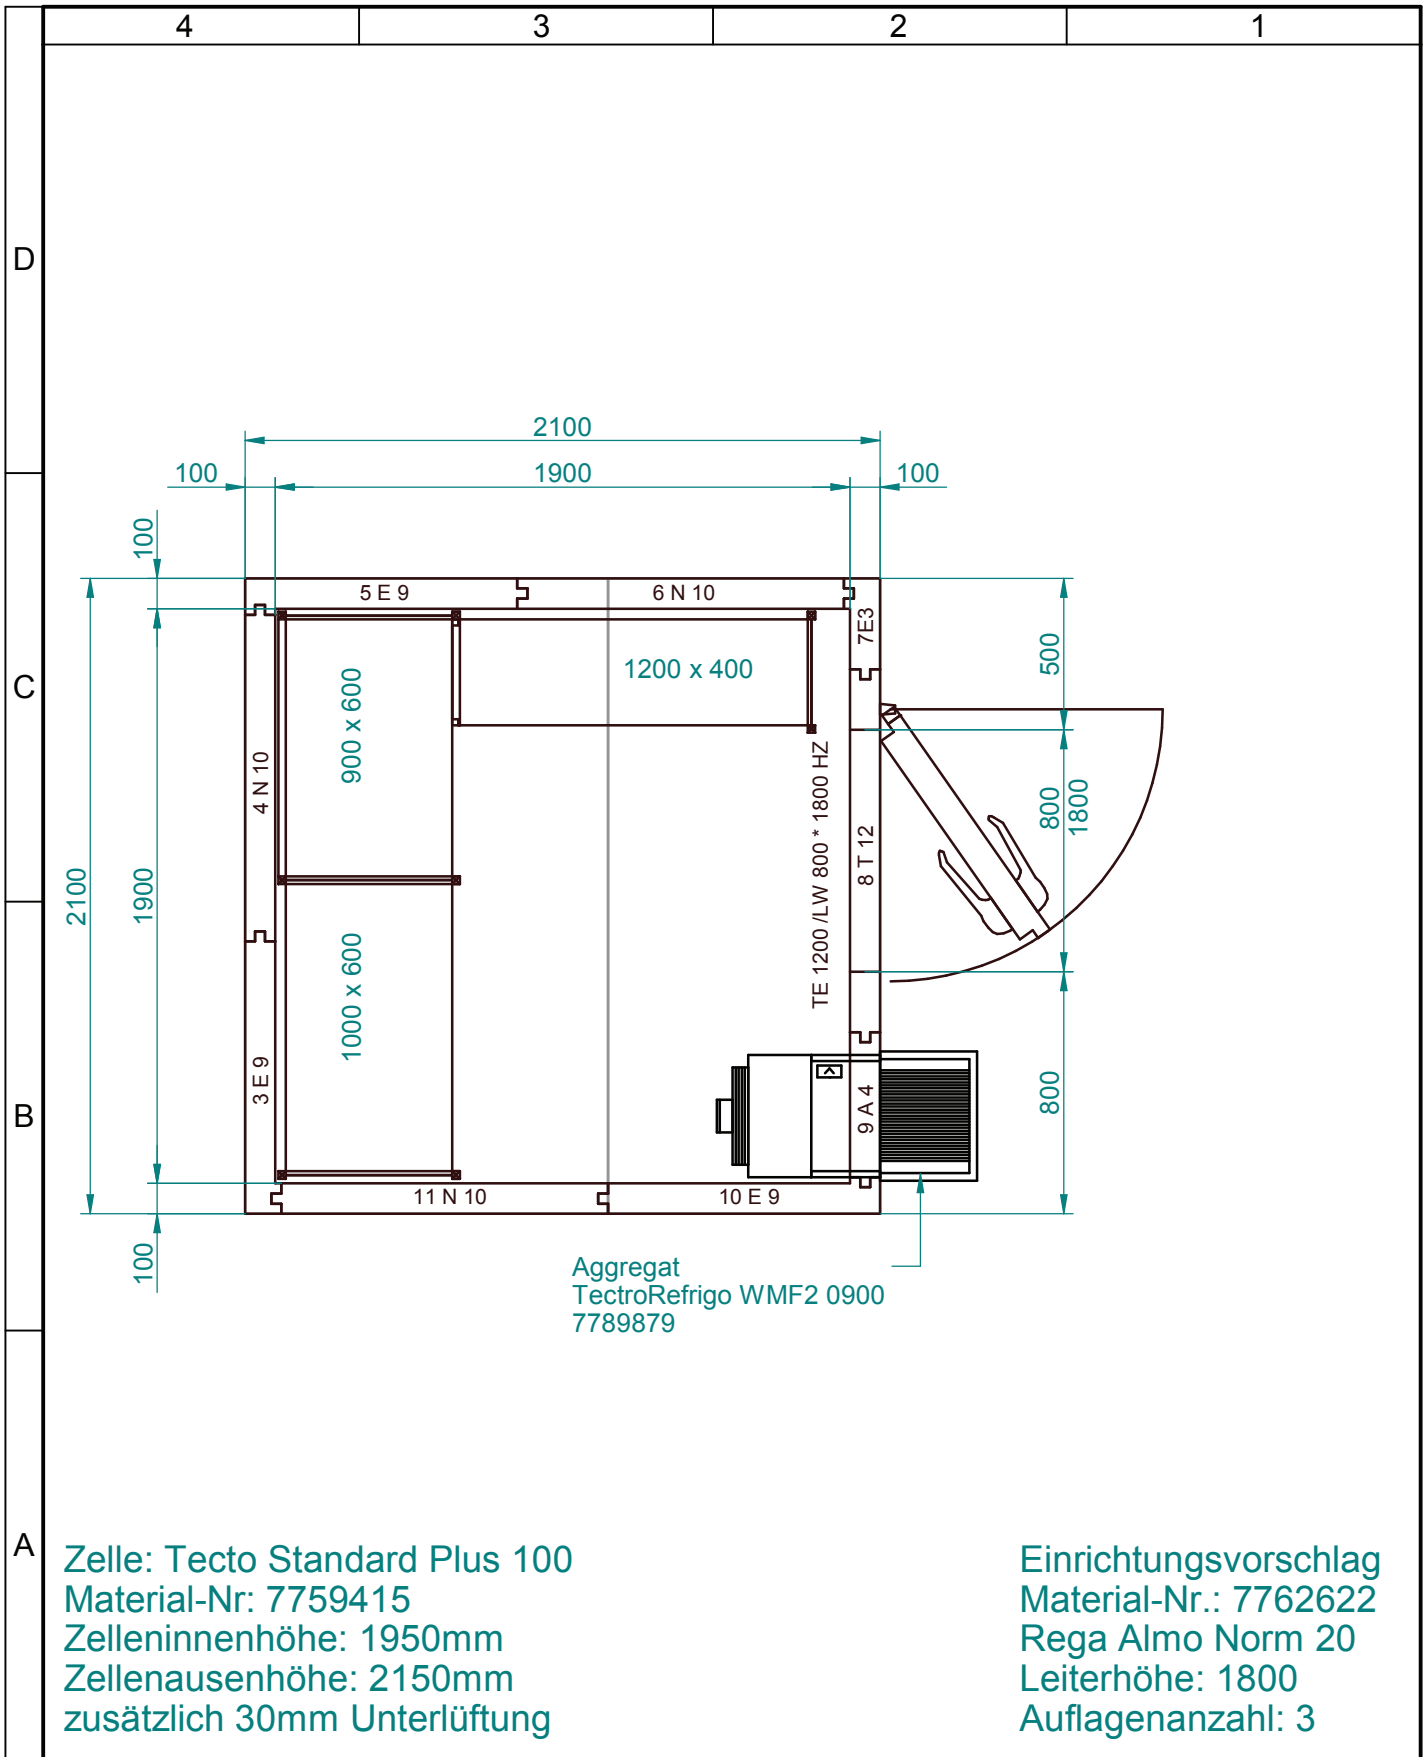 4 3 2 1
D
C
B
A
2100
100 1900 100
100
5 E 9 6 N 10
7E3
500
1200 x 400
900 x 600
4 N 10
TE 1200 /LW 800 * 1800 HZ
8 T 12
800
1800
2100
1900
1000 x 600
3 E 9
9 A 4
800
11 N 10 10 E 9
100
Aggregat
TectroRefrigo WMF2 0900
7789879
Zelle: Tecto Standard Plus 100
Material-Nr: 7759415
Zelleninnenhöhe: 1950mm
Zellenausenhöhe: 2150mm
zusätzlich 30mm Unterlüftung
Einrichtungsvorschlag
Material-Nr.: 7762622
Rega Almo Norm 20
Leiterhöhe: 1800
Auflagenanzahl: 3